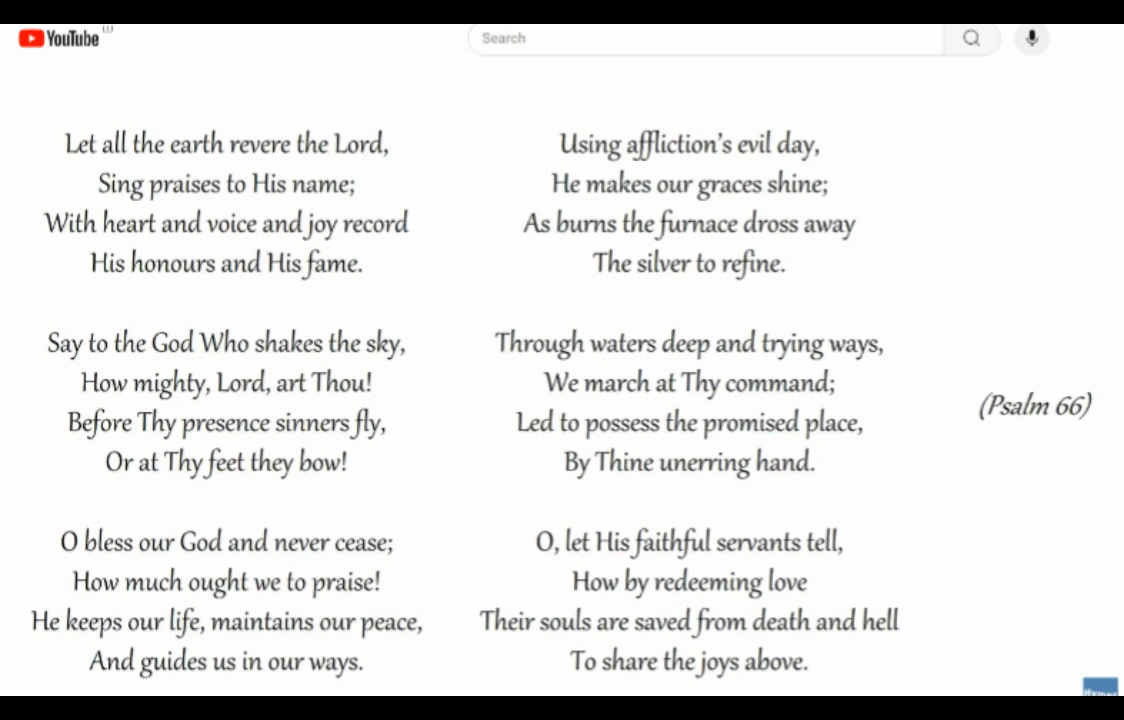 YouTube
Search
Let all the earth revere the Lord,
Sing praises to His name;
With heart and voice and joy record
His honours and His fame.
Say to the God Who shakes the sky,
How mighty, Lord, art Thou!
Before Thy presence sinners fly,
Or at Thy feet they bow!
O bless our God and never cease;
How much ought we to praise!
He keeps our life, maintains our peace,
And guides us in our ways.
Using affliction's evil day,
He makes our graces shine;
As burns the furnace dross away
The silver to refine.
Through waters deep and trying ways,
We march at Thy command;
Led to possess the promised place,
By Thine unerring hand.
O, let His faithful servants tell,
How by redeeming love
Their souls are saved from death and hell
To share the joys above.
(Psalm 66)